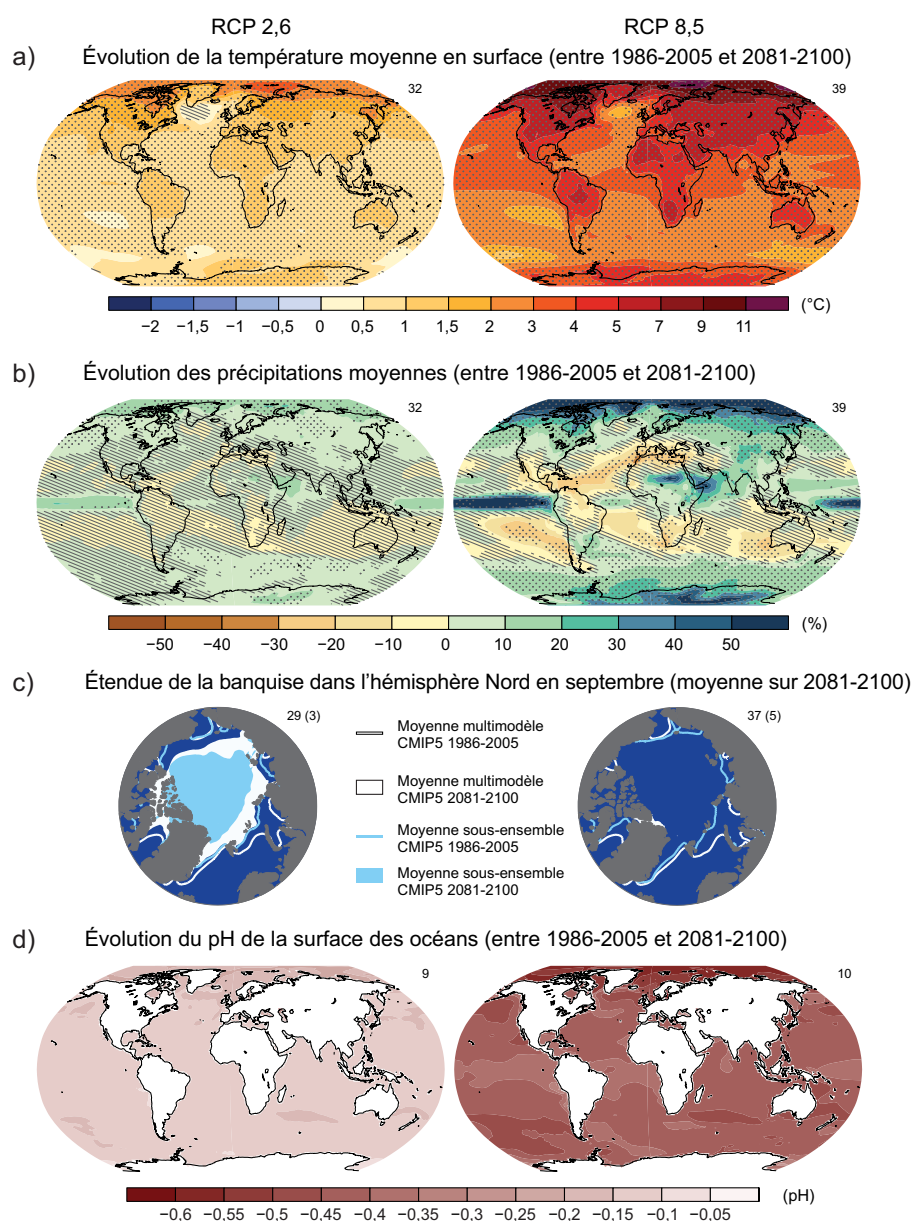 RCP 2,6
RCP 8,5
a) Évolution de la température moyenne en surface (entre 1986-2005 et 2081-2100)
32
39
−2 −1,5 −1 −0,5 0 0,5 1 1,5 2 3 4 5 7 9 11 (°C)
b) Évolution des précipitations moyennes (entre 1986-2005 et 2081-2100)
32
39
−50 −40 −30 −20 −10 0 10 20 30 40 50 (%)
c) Étendue de la banquise dans l’hémisphère Nord en septembre (moyenne sur 2081-2100)
29 (3)
37 (5)
Moyenne multimodèle
CMIP5 1986-2005
Moyenne multimodèle
CMIP5 2081-2100
Moyenne sous-ensemble
CMIP5 1986-2005
Moyenne sous-ensemble
CMIP5 2081-2100
d) Évolution du pH de la surface des océans (entre 1986-2005 et 2081-2100)
9
10
−0,6 −0,55 −0,5 −0,45 −0,4 −0,35 −0,3 −0,25 −0,2 −0,15 −0,1 −0,05 (pH)